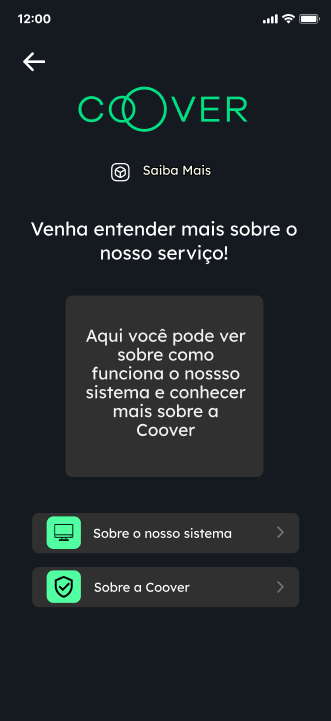 12:00
COOVER
Saiba Mais
Venha entender mais sobre o
nosso serviço!
Aqui você pode ver
sobre como
funciona o nossso
sistema e conhecer
mais sobre a
Coover
Sobre o nosso sistema
Sobre a Coover